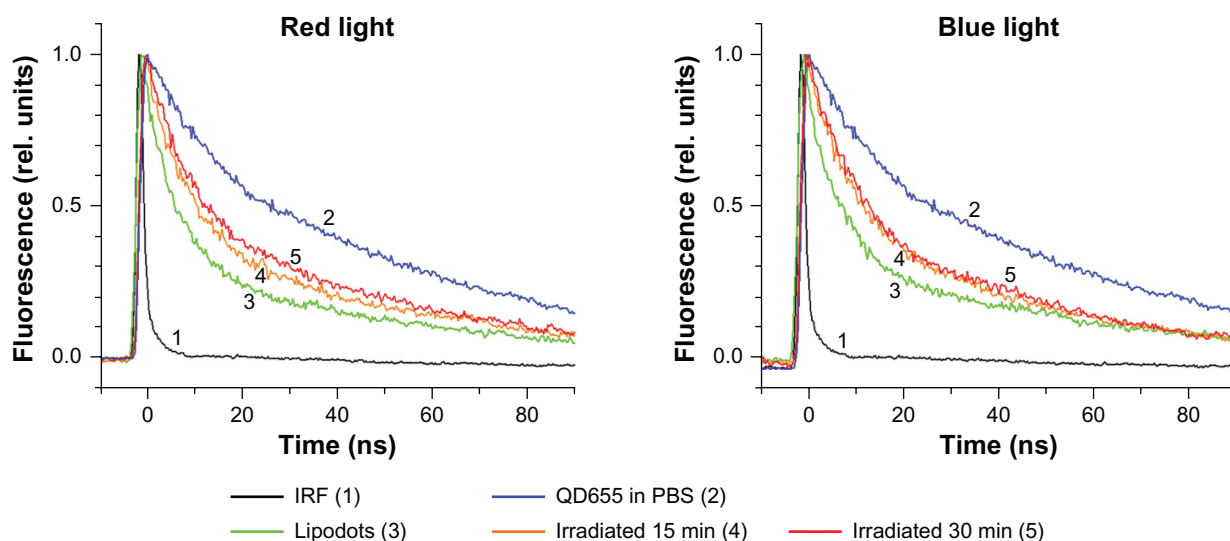 Red light
Fluorescence (rel. units)
1.0
0.5
0.0
1
2
3
4
5
0 20 40 60 80
Time (ns)
Blue light
Fluorescence (rel. units)
1.0
0.5
0.0
1
2
3
4
5
0 20 40 60 80
Time (ns)
IRF (1)
QD655 in PBS (2)
Lipodots (3)
Irradiated 15 min (4)
Irradiated 30 min (5)